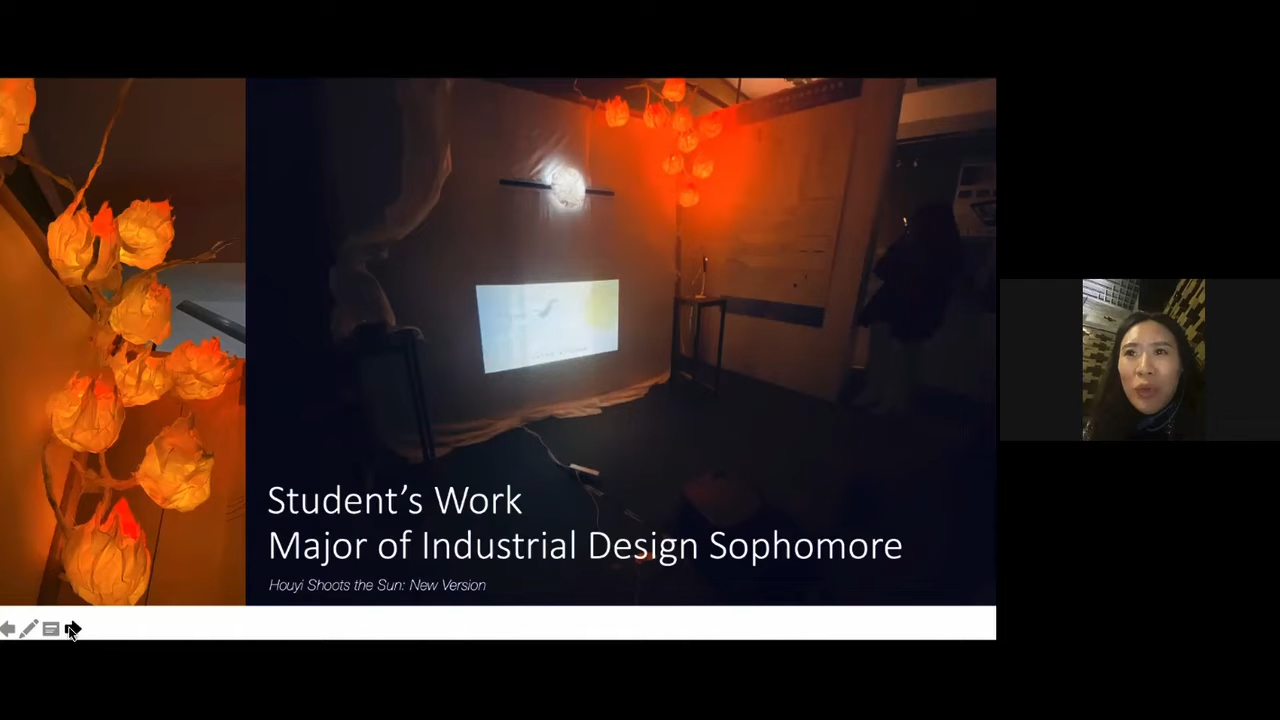 Student’s Work
Major of Industrial Design Sophomore
Houyi Shoots the Sun: New Version